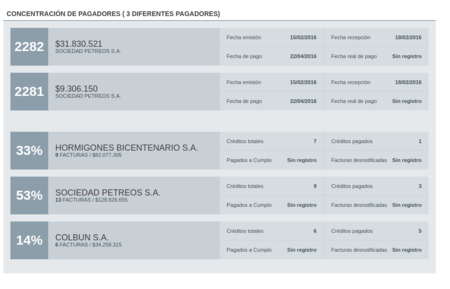 CONCENTRACIÓN DE PAGADORES ( 3 DIFERENTES PAGADORES)
2282 $31.830.521 Fecha emisión 15/02/2016 Fecha recepción 18/02/2016
SOCIEDAD PETREOS S.A. Fecha de pago 22/04/2016 Fecha real de pago Sin registro
2281 $9.306.150 Fecha emisión 15/02/2016 Fecha recepción 18/02/2016
SOCIEDAD PETREOS S.A. Fecha de pago 22/04/2016 Fecha real de pago Sin registro
33% HORMIGONES BICENTENARIO S.A. Créditos totales 7 Créditos pagados 1
9 FACTURAS / $82.077.305 Pagados a Cumplo Sin registro Facturas desnotificadas Sin registro
53% SOCIEDAD PETREOS S.A. Créditos totales 9 Créditos pagados 3
13 FACTURAS / $128.826.655 Pagados a Cumplo Sin registro Facturas desnotificadas Sin registro
14% COLBUN S.A. Créditos totales 6 Créditos pagados 5
6 FACTURAS / $34.258.315 Pagados a Cumplo Sin registro Facturas desnotificadas Sin registro